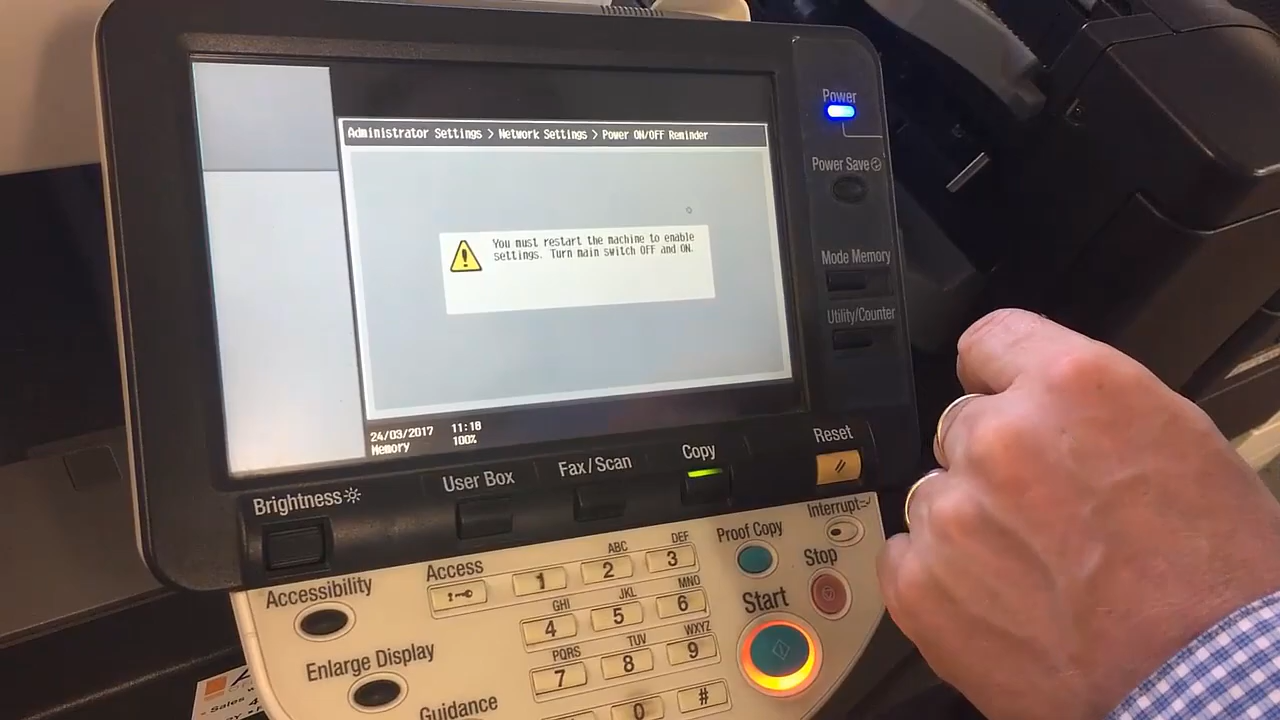 Power
Administrator Settings > Network Settings > Power ON/OFF Reminder
Power Save
You must restart the machine to enable
settings. Turn main switch OFF and ON.
Mode Memory
Utility/Counter
24/03/2017 11:18
Memory 100%
Reset
Copy
Fax/Scan
User Box
Brightness
Interrupt
Proof Copy
Stop
Access
ABC
DEF
1 2 3
Accessibility
GHI
JKL
MNO
4 5 6
Start
Enlarge Display
PQRS
TUV
WXYZ
7 8 9
Guidance
0 #
Sales